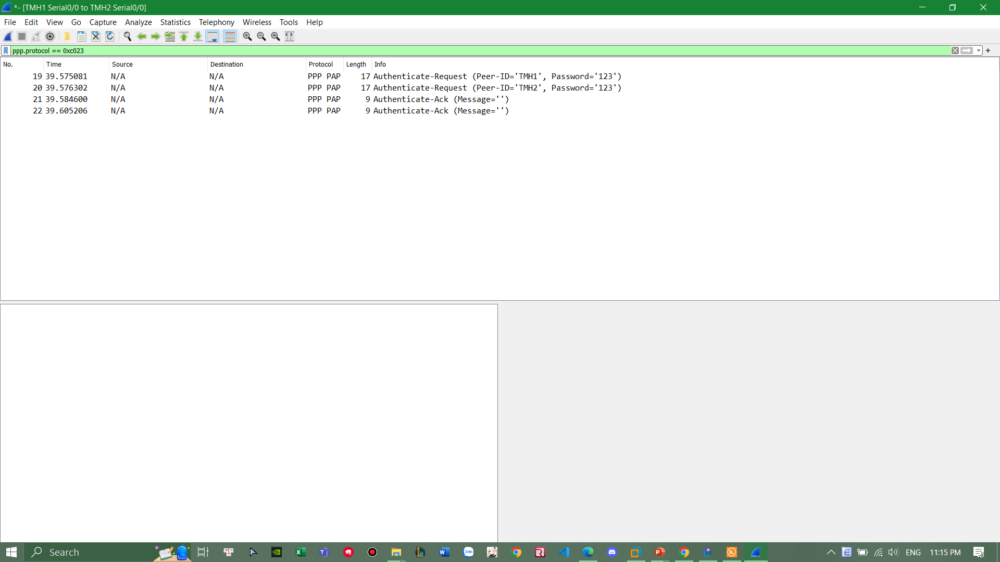 *- [TMH1 Serial0/0 to TMH2 Serial0/0]
File Edit View Go Capture Analyze Statistics Telephony Wireless Tools Help
ppp.protocol == 0xc023
No. Time Source Destination Protocol Length Info
19 39.575081 N/A N/A PPP PAP 17 Authenticate-Request (Peer-ID='TMH1', Password='123')
20 39.576302 N/A N/A PPP PAP 17 Authenticate-Request (Peer-ID='TMH2', Password='123')
21 39.584600 N/A N/A PPP PAP 9 Authenticate-Ack (Message='')
22 39.605206 N/A N/A PPP PAP 9 Authenticate-Ack (Message='')
Search Zalo ENG 11:15 PM